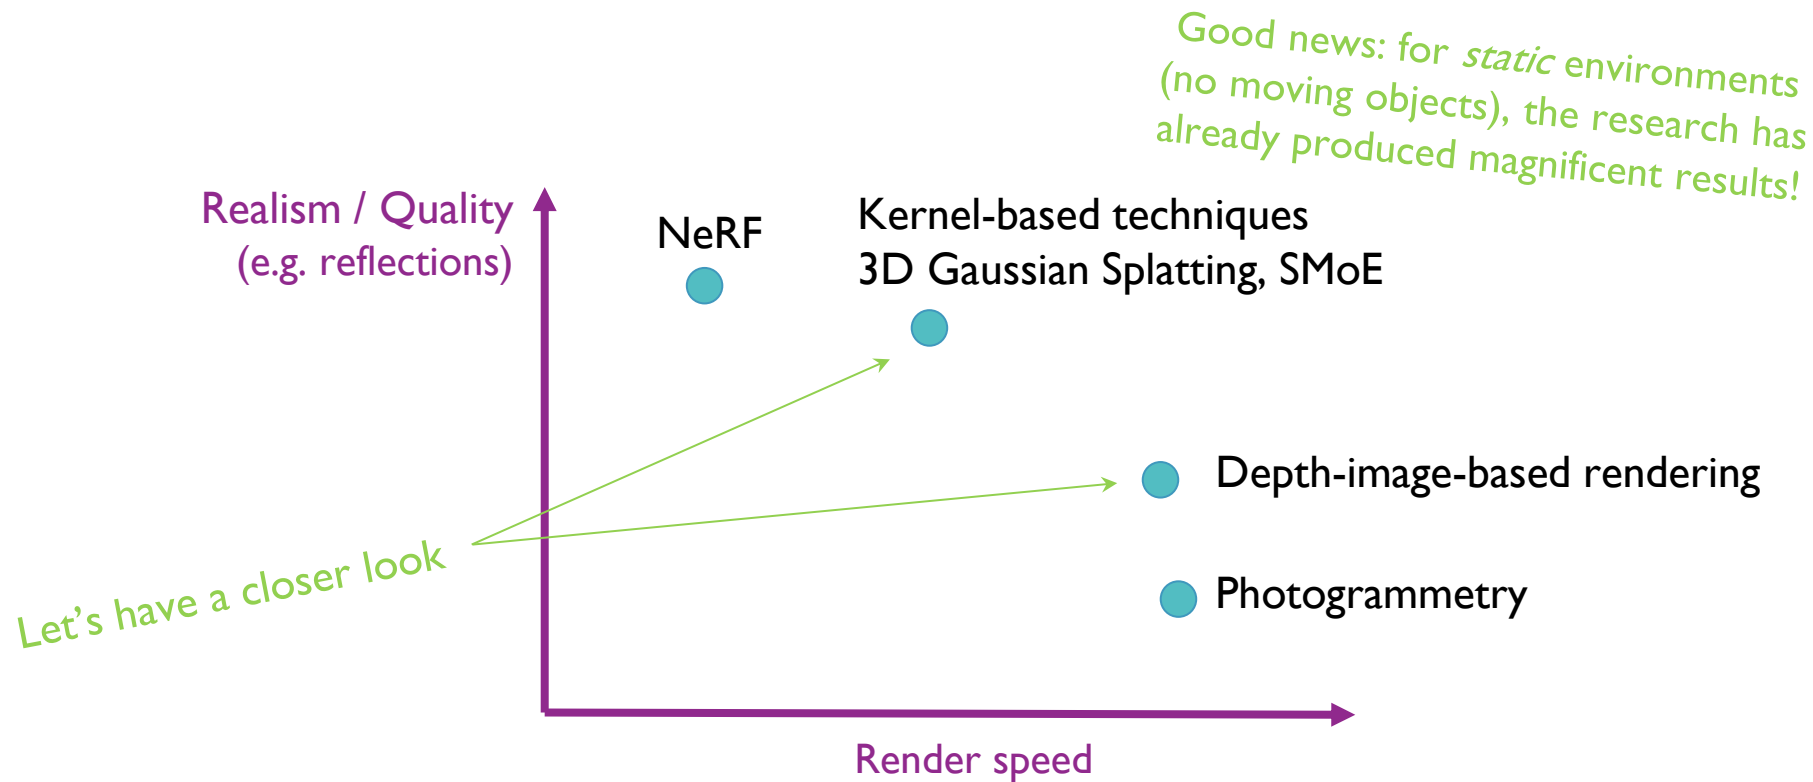 Good news: for static environments
(no moving objects), the research has
already produced magnificent results!
Realism / Quality
(e.g. reflections)
NeRF
Kernel-based techniques
3D Gaussian Splatting, SMoE
Depth-image-based rendering
Let’s have a closer look
Photogrammetry
Render speed